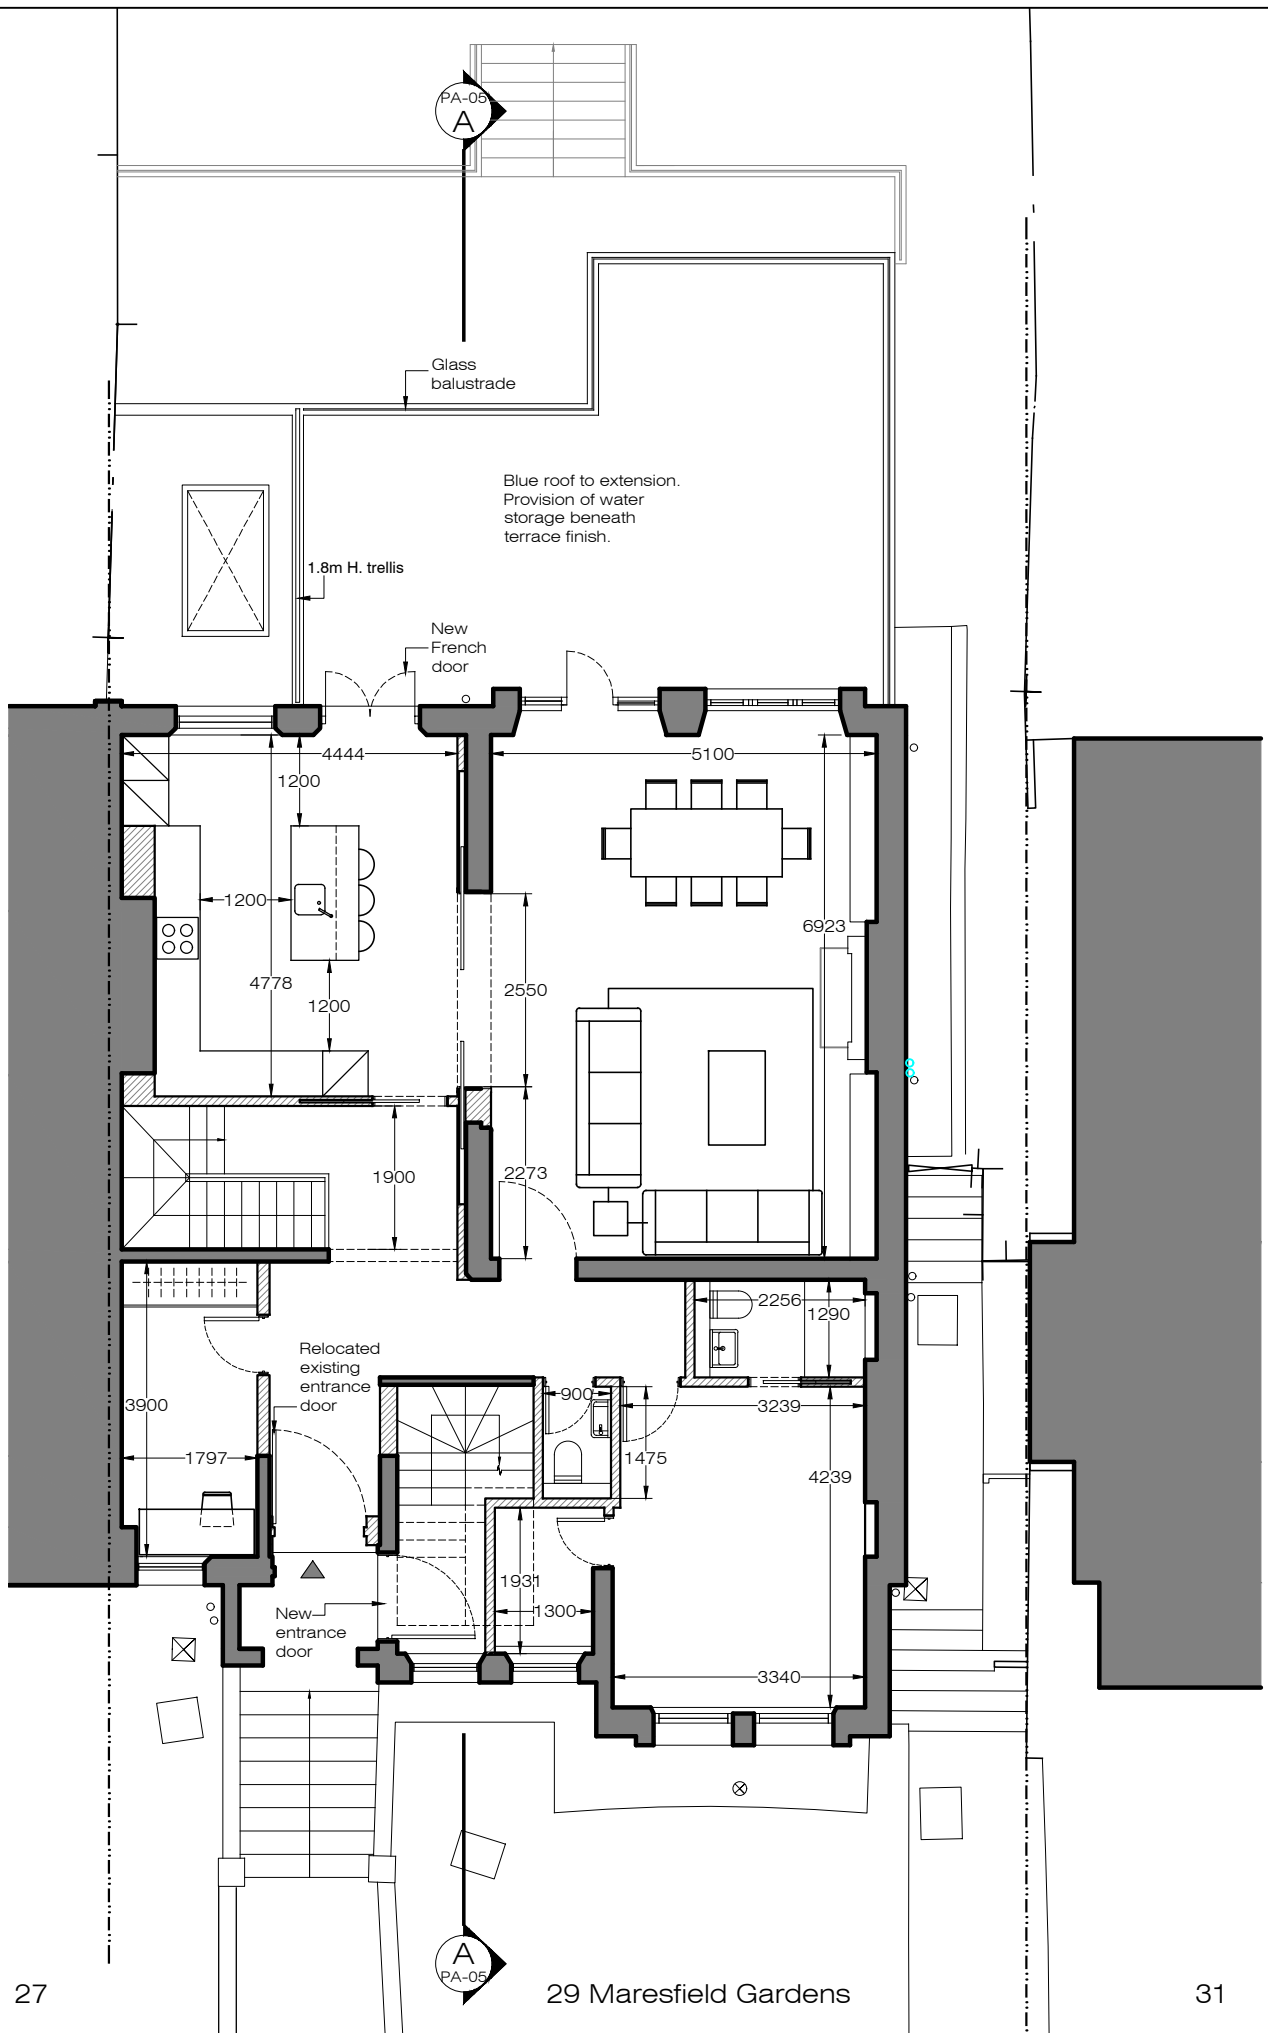 PA-05
A
Glass
balustrade
Blue roof to extension.
Provision of water
storage beneath
terrace finish.
1.8m H. trellis
New
French
door
4444
5100
1200
1200
6923
4778
2550
1200
1900
2273
2256
1290
Relocated
existing
entrance
door
900
3239
3900
1797
1475
4239
1931
1300
New
entrance
door
3340
A
PA-05
27
29 Maresfield Gardens
31